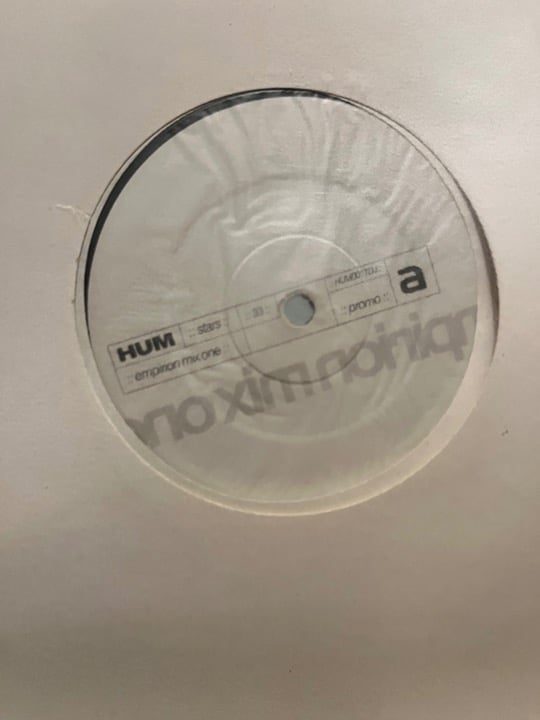 HUM :: stars :: :: promo :: a
:: empirion mix one ::
empirion mix one